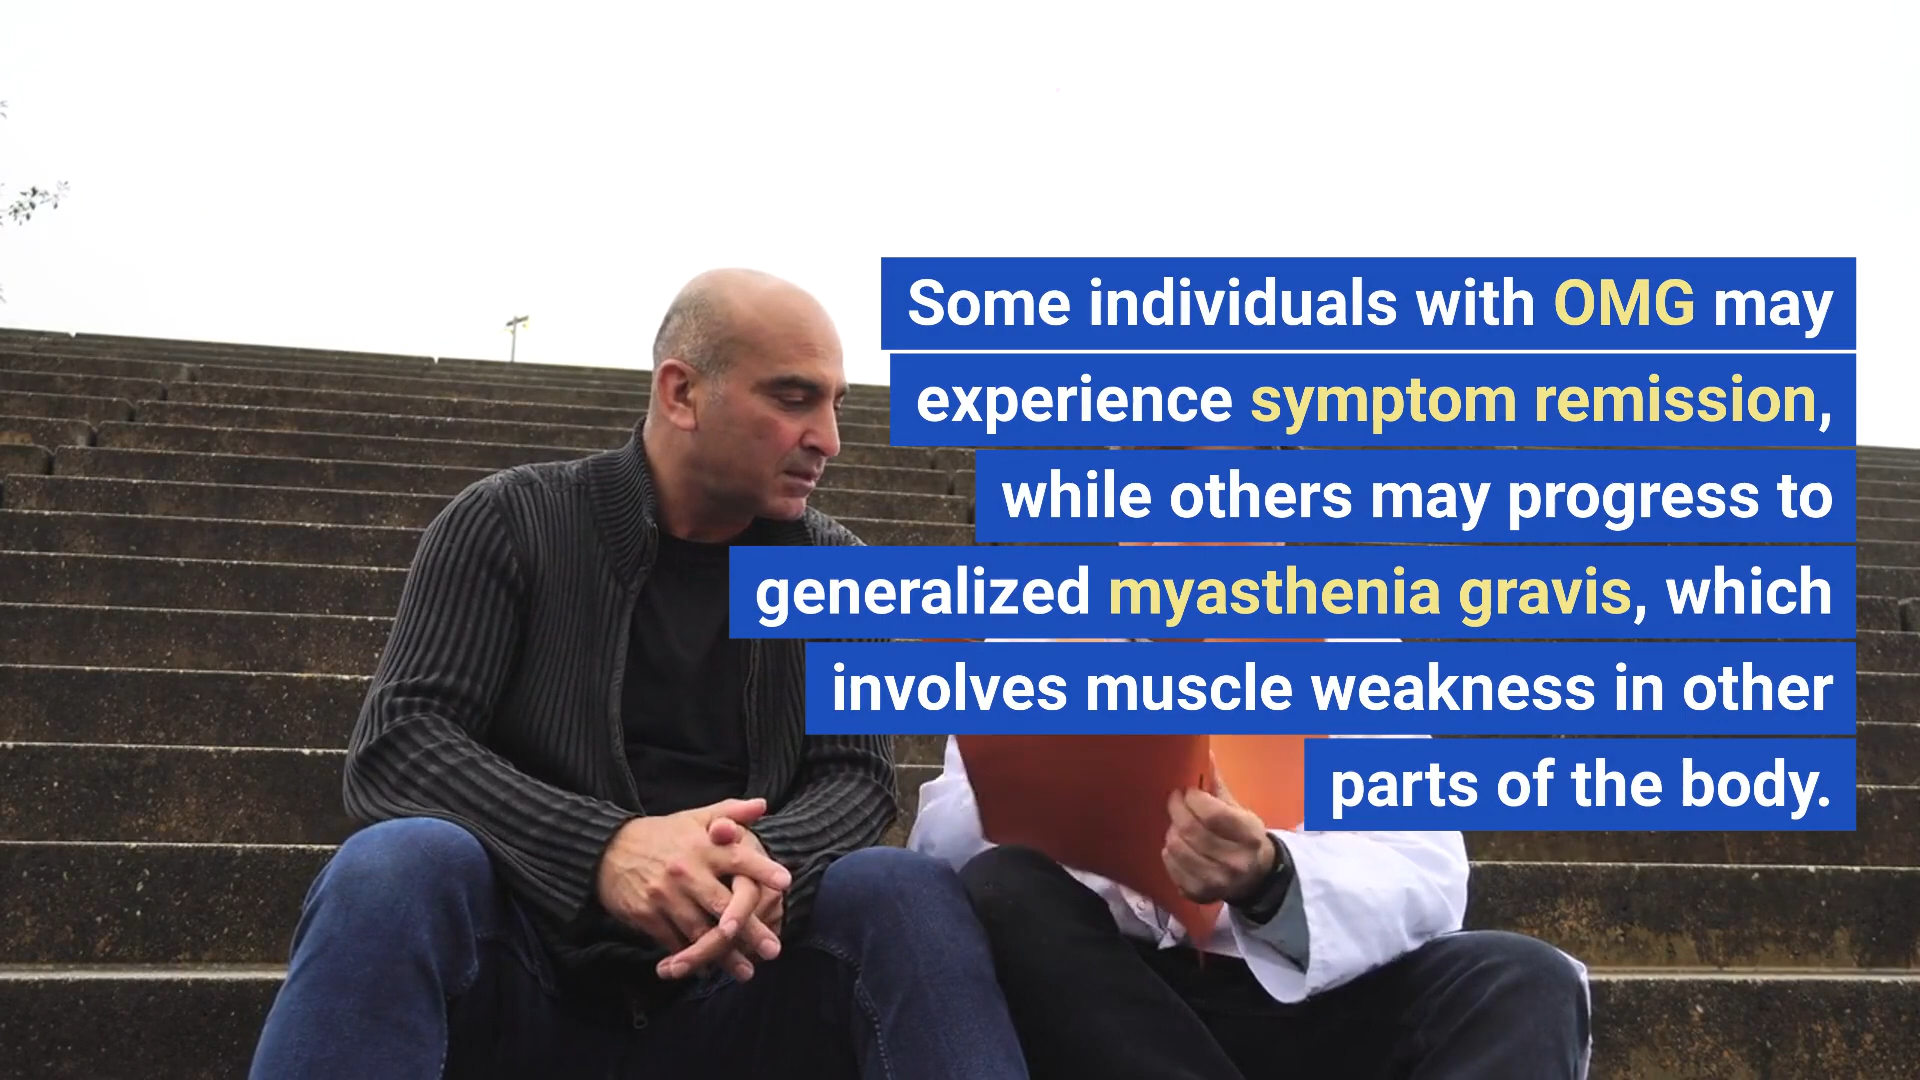 Some individuals with OMG may
experience symptom remission,
while others may progress to
generalized myasthenia gravis, which
involves muscle weakness in other
parts of the body.